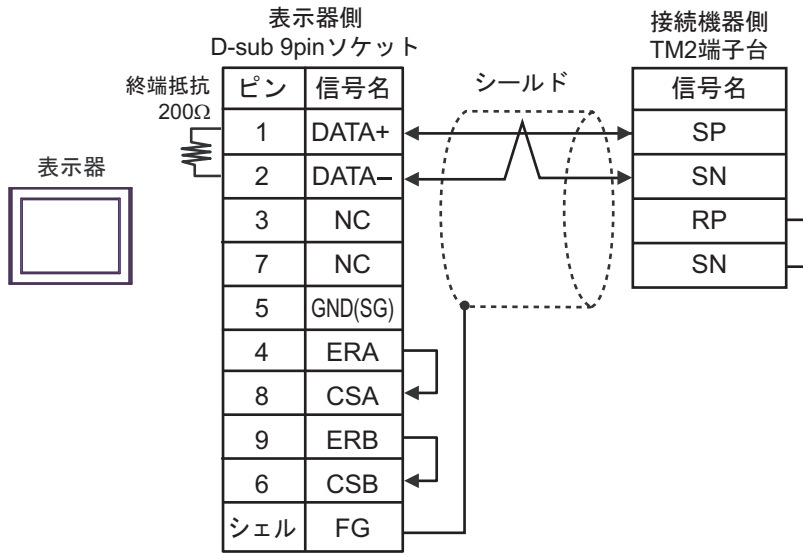 表示器側
D-sub 9pinソケット
接続機器側
TM2端子台
終端抵抗
200Ω
表示器
シールド
ピン 信号名
1 DATA+
2 DATA−
3 NC
7 NC
5 GND(SG)
4 ERA
8 CSA
9 ERB
6 CSB
シェル FG
信号名
SP
SN
RP
SN